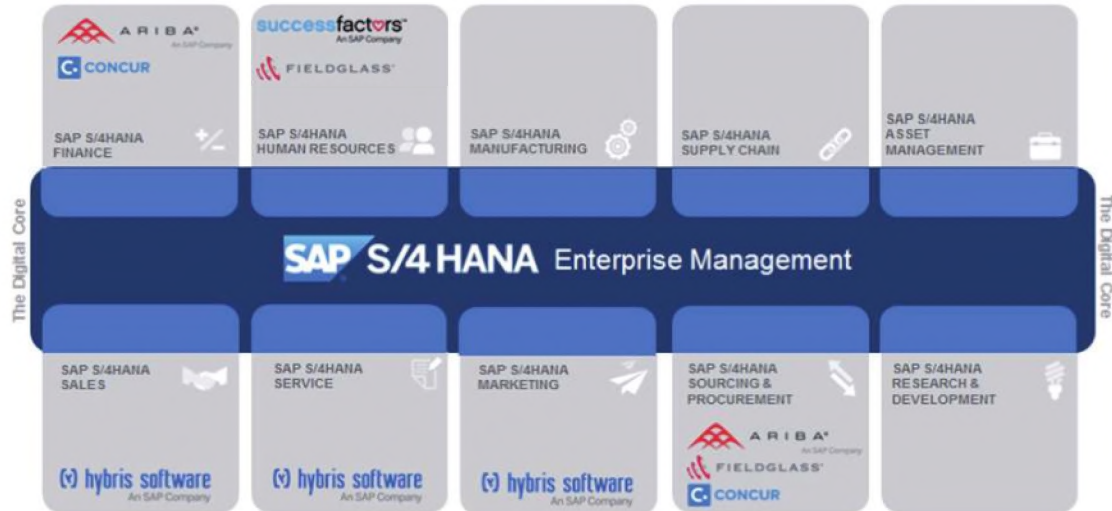 ARIBA®
An SAP Company
CONCUR
SAP S/4HANA
FINANCE
successfactors™
An SAP Company
FIELDGLASS®
SAP S/4HANA
HUMAN RESOURCES
SAP S/4HANA
MANUFACTURING
SAP S/4HANA
SUPPLY CHAIN
SAP S/4HANA
ASSET
MANAGEMENT
The Digital Core
SAP S/4 HANA Enterprise Management
The Digital Core
SAP S/4HANA
SALES
hybris software
An SAP Company
SAP S/4HANA
SERVICE
hybris software
An SAP Company
SAP S/4HANA
MARKETING
hybris software
An SAP Company
SAP S/4HANA
SOURCING &
PROCUREMENT
ARIBA®
An SAP Company
FIELDGLASS®
CONCUR
SAP S/4HANA
RESEARCH &
DEVELOPMENT